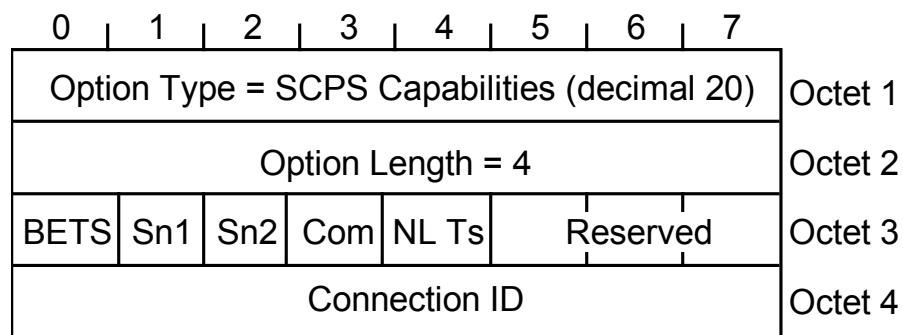 0 1 2 3 4 5 6 7
Option Type = SCPS Capabilities (decimal 20) Octet 1
Option Length = 4 Octet 2
BETS Sn1 Sn2 Com NL Ts Reserved Octet 3
Connection ID Octet 4